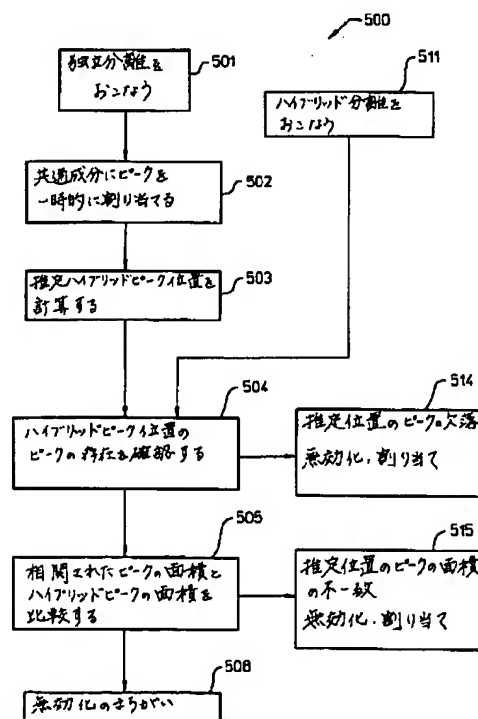 500
独立分離を
おこなう
501
511
ハイブリッド分離を
おこなう
共通成分にピークを
一時的に割り当てる
502
推定ハイブリッドピーク位置を
計算する
503
504
ハイブリッドピーク位置の
ピークの存在を確認する
514
推定位置のピークの欠落
無効化、割り当て
505
相関されたピークの面積と
ハイブリッドピークの面積を
比較する
515
推定位置のピークの面積
の不一致
無効化、割り当て
508
無効化のまちがい